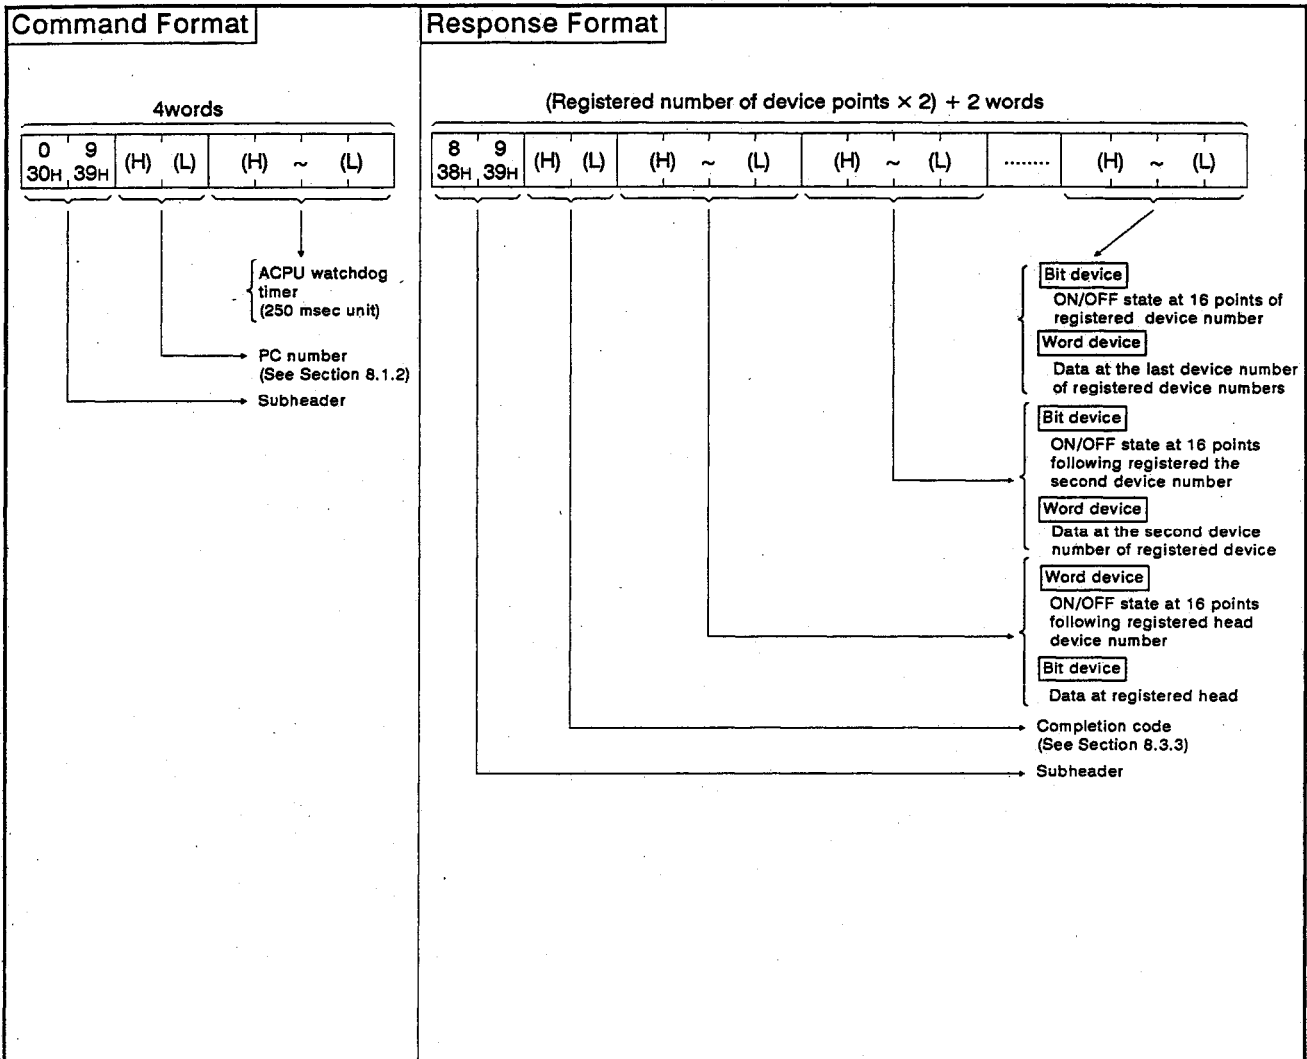 Command Format
4words
0 9 (H) (L) (H) ~ (L)
30H 39H
ACPU watchdog
timer
(250 msec unit)
PC number
(See Section 8.1.2)
Subheader
Response Format
(Registered number of device points × 2) + 2 words
8 9 (H) (L) (H) ~ (L) (H) ~ (L) ........ (H) ~ (L)
38H 39H
Bit device
ON/OFF state at 16 points of
registered device number
Word device
Data at the last device number
of registered device numbers
Bit device
ON/OFF state at 16 points
following registered the
second device number
Word device
Data at the second device
number of registered device
Word device
ON/OFF state at 16 points
following registered head
device number
Bit device
Data at registered head
Completion code
(See Section 8.3.3)
Subheader